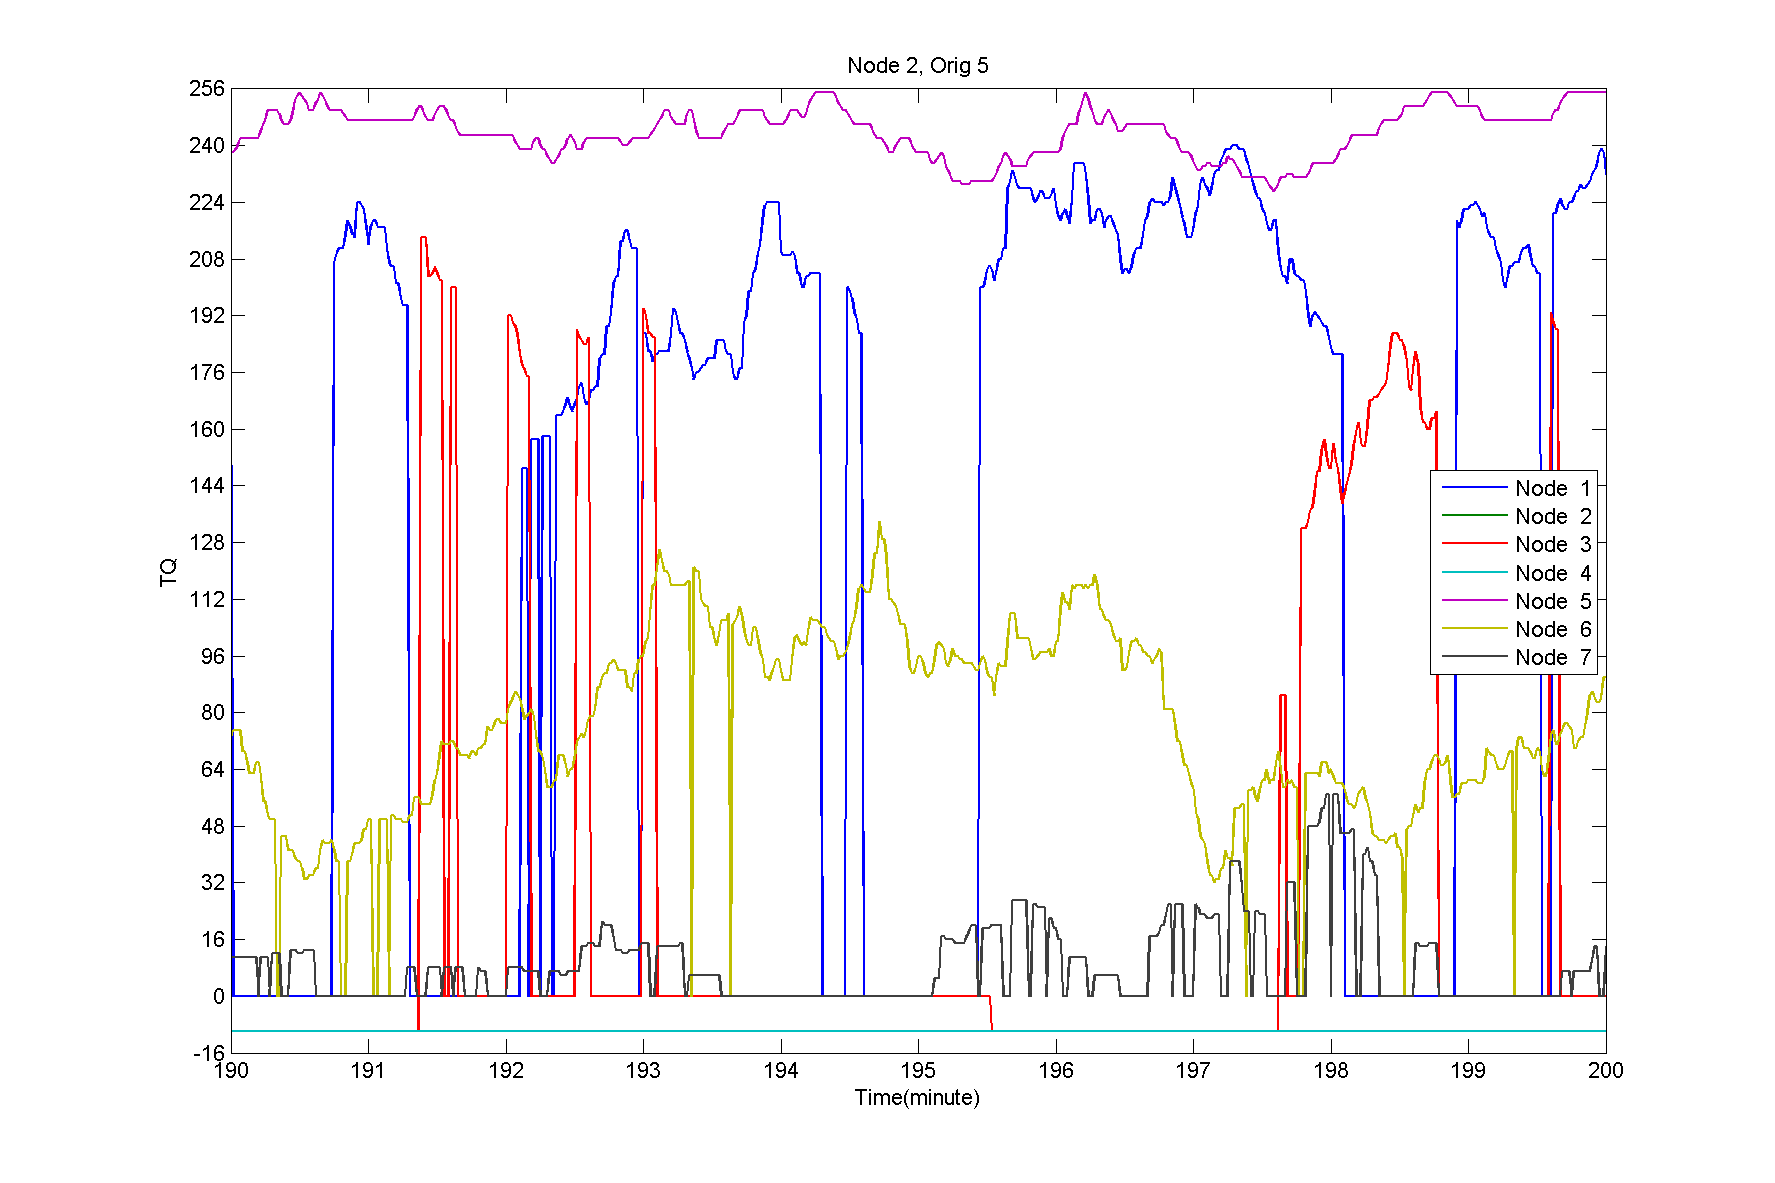 Node 2, Orig 5
256
240
224
208
192
176
160
144
128
112
96
80
64
48
32
16
0
-16
TQ
Node 1
Node 2
Node 3
Node 4
Node 5
Node 6
Node 7
190 191 192 193 194 195 196 197 198 199 200
Time(minute)